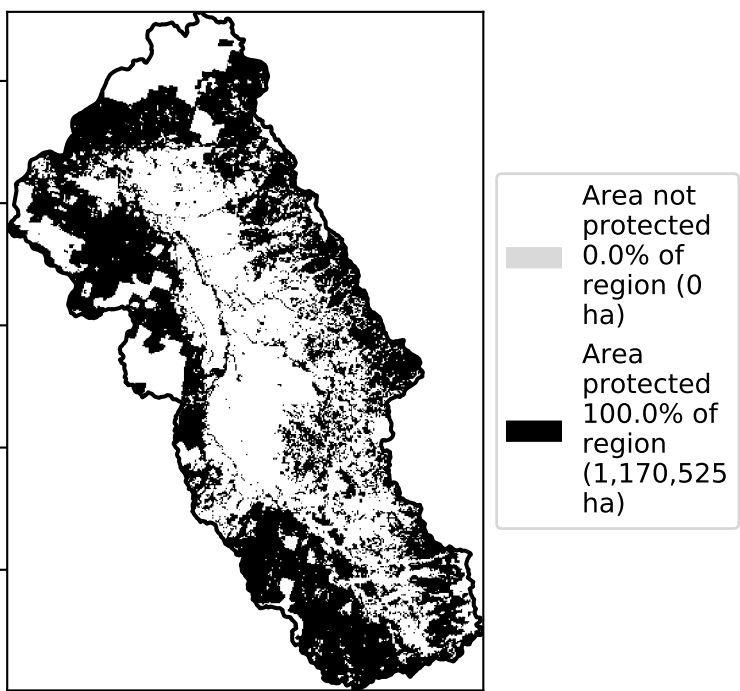 Area not
protected
0.0% of
region (0
ha)
Area
protected
100.0% of
region
(1,170,525
ha)